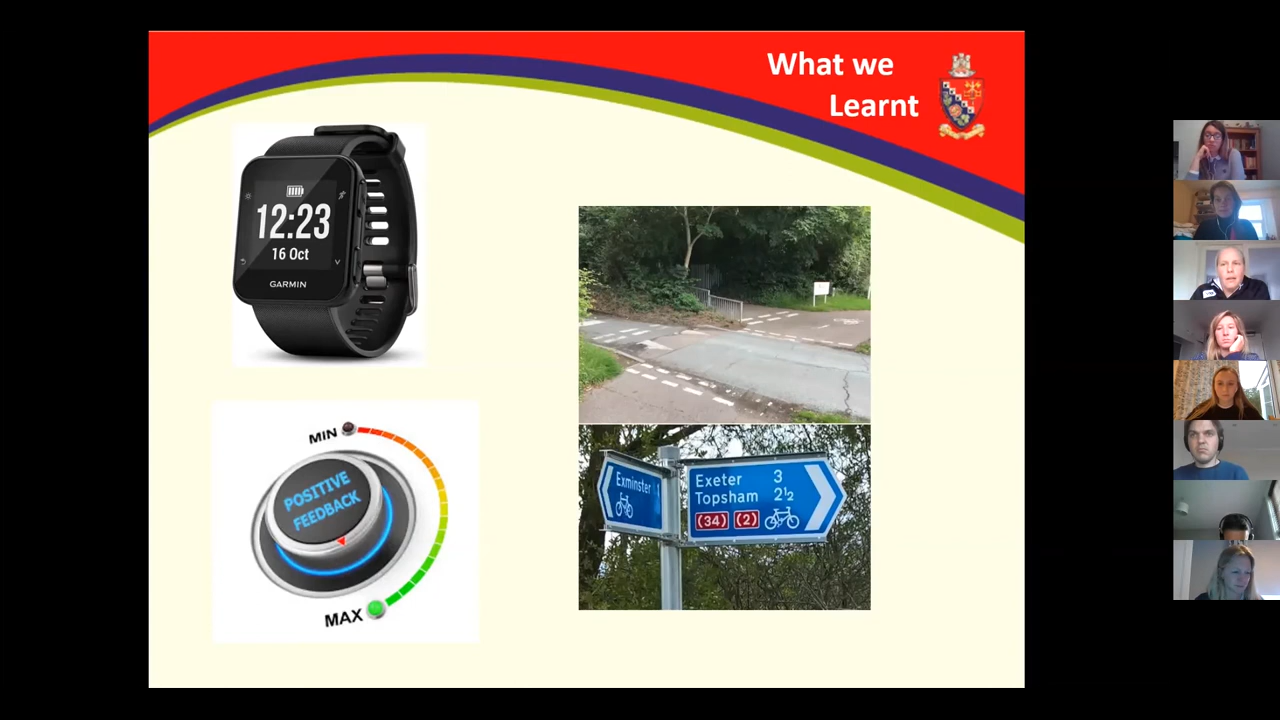 What we
Learnt
12:23
16 Oct
GARMIN
MIN
POSITIVE
FEEDBACK
MAX
Exminster 1
Exeter 3
Topsham 2½
(34) (2)